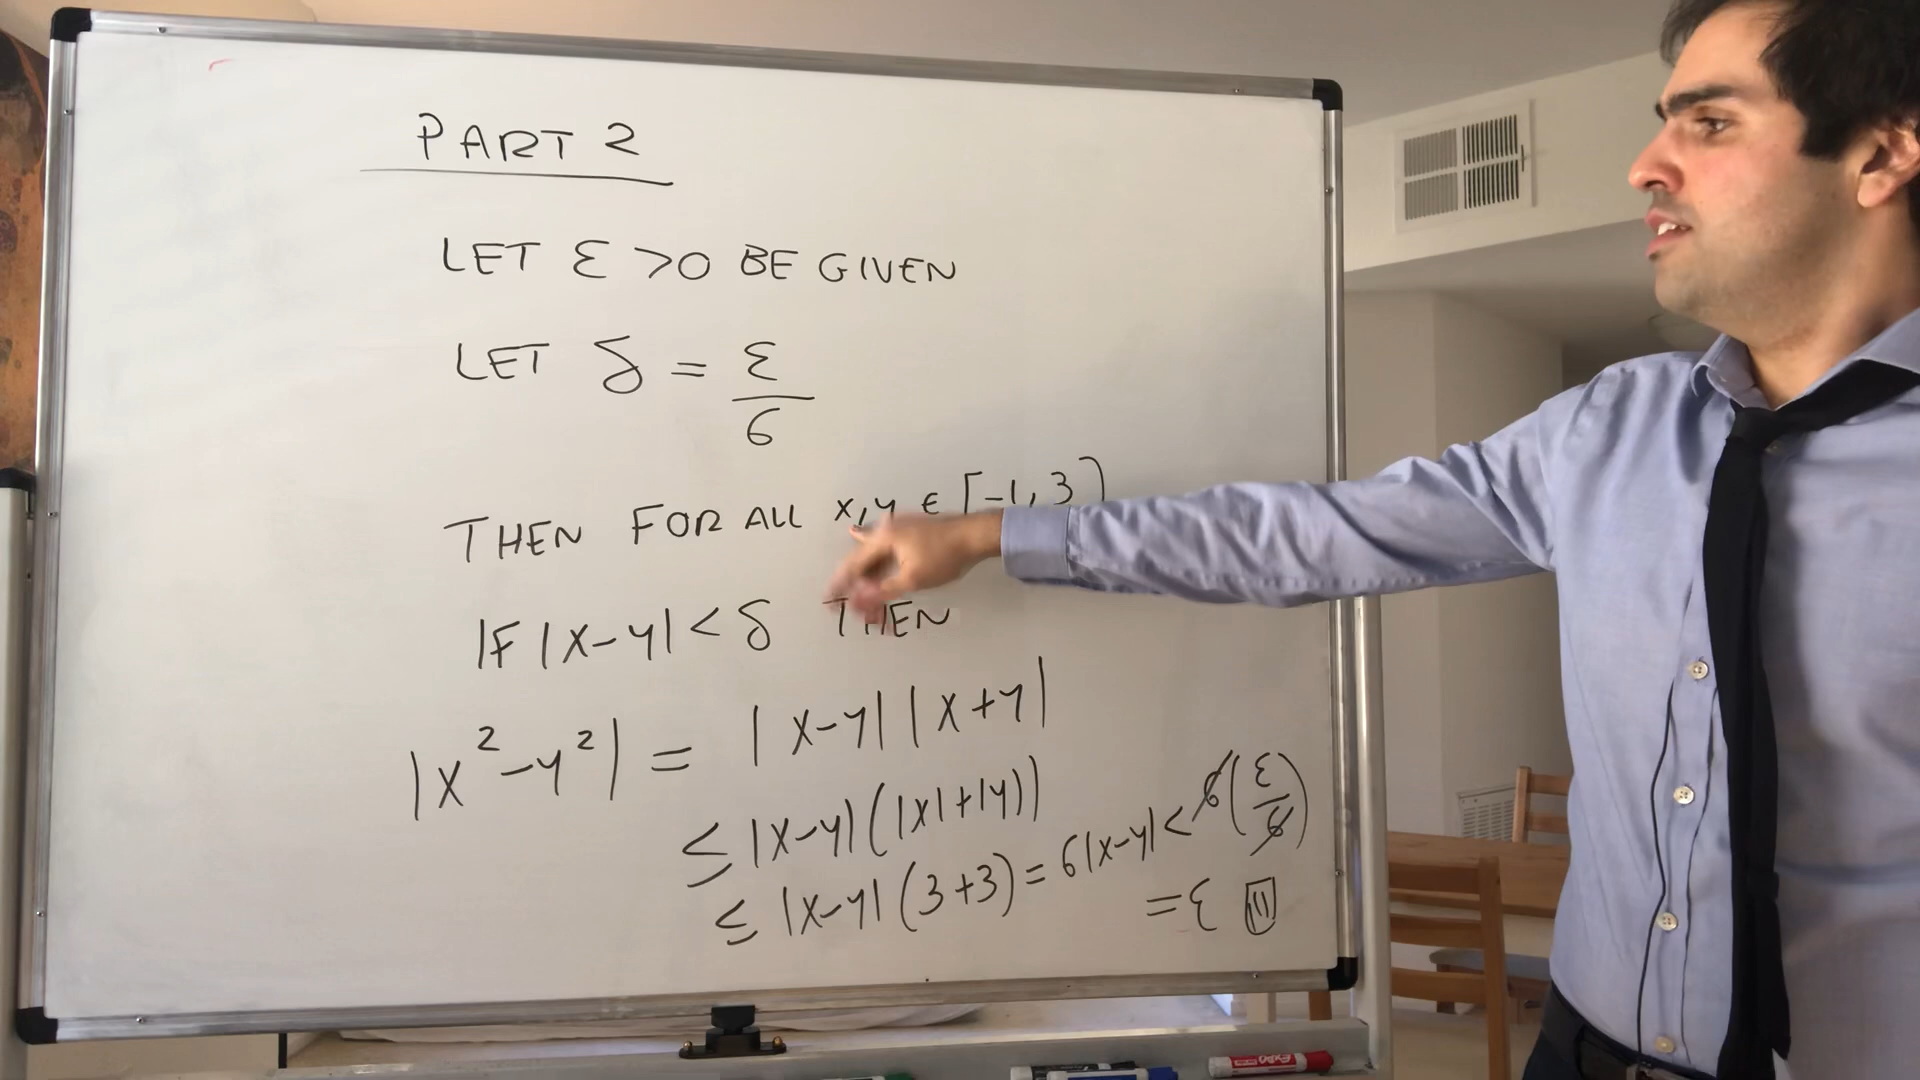 PART 2
LET Ɛ >0 BE GIVEN
LET δ = Ɛ/6
THEN FOR ALL x,y ∈ [-1,3]
IF |x-y| < δ THEN
|x²-y²| = |x-y||x+y|
≤ |x-y|(|x|+|y|)
≤ |x-y|(3+3) = 6|x-y| < 6(Ɛ/6)
= Ɛ
EXPO